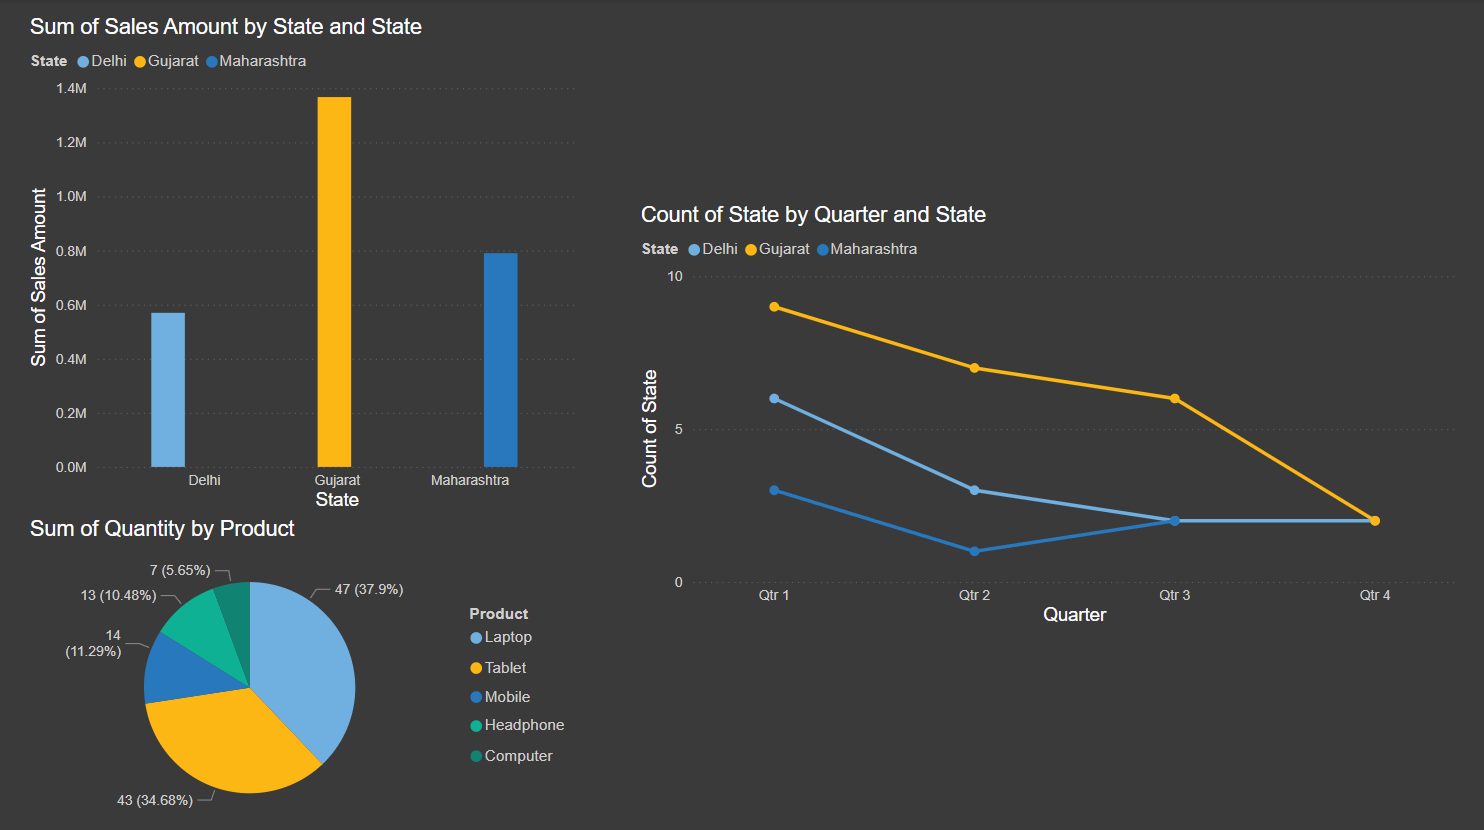 Sum of Sales Amount by State and State
State Delhi Gujarat Maharashtra
1.4M
1.2M
1.0M
0.8M
0.6M
0.4M
0.2M
0.0M
Sum of Sales Amount
Delhi Gujarat Maharashtra
State
Count of State by Quarter and State
State Delhi Gujarat Maharashtra
10
5
0
Count of State
Qtr 1 Qtr 2 Qtr 3 Qtr 4
Quarter
Sum of Quantity by Product
7 (5.65%)
13 (10.48%)
14
(11.29%)
43 (34.68%)
47 (37.9%)
Product
Laptop
Tablet
Mobile
Headphone
Computer